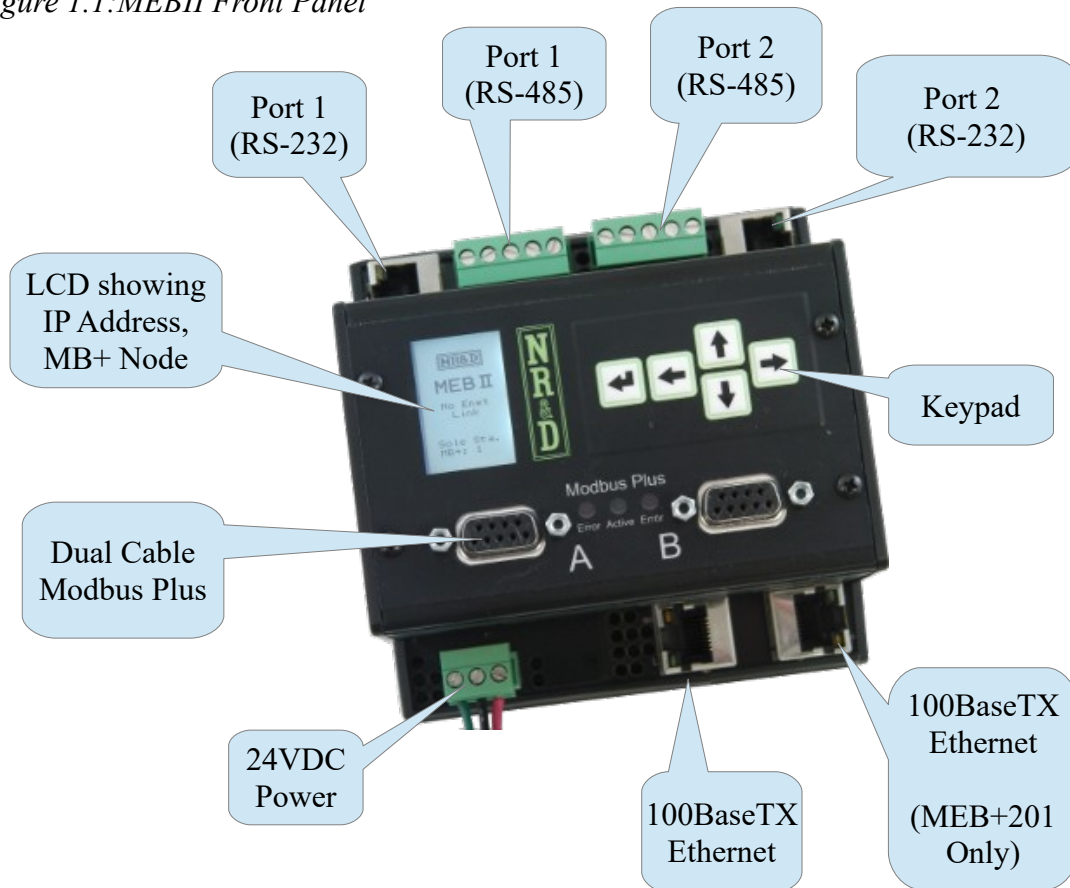 gure 1.1:MEBII Front Panel
Port 1
(RS-232)
Port 1
(RS-485)
Port 2
(RS-485)
Port 2
(RS-232)
LCD showing
IP Address,
MB+ Node
NR&D
MEB II
No Enet
Link
Sole Sta.
MB+: 1
N
R
&
D
Keypad
Modbus Plus
Error Active Error
A B
Dual Cable
Modbus Plus
24VDC
Power
100BaseTX
Ethernet
100BaseTX
Ethernet
(MEB+201
Only)